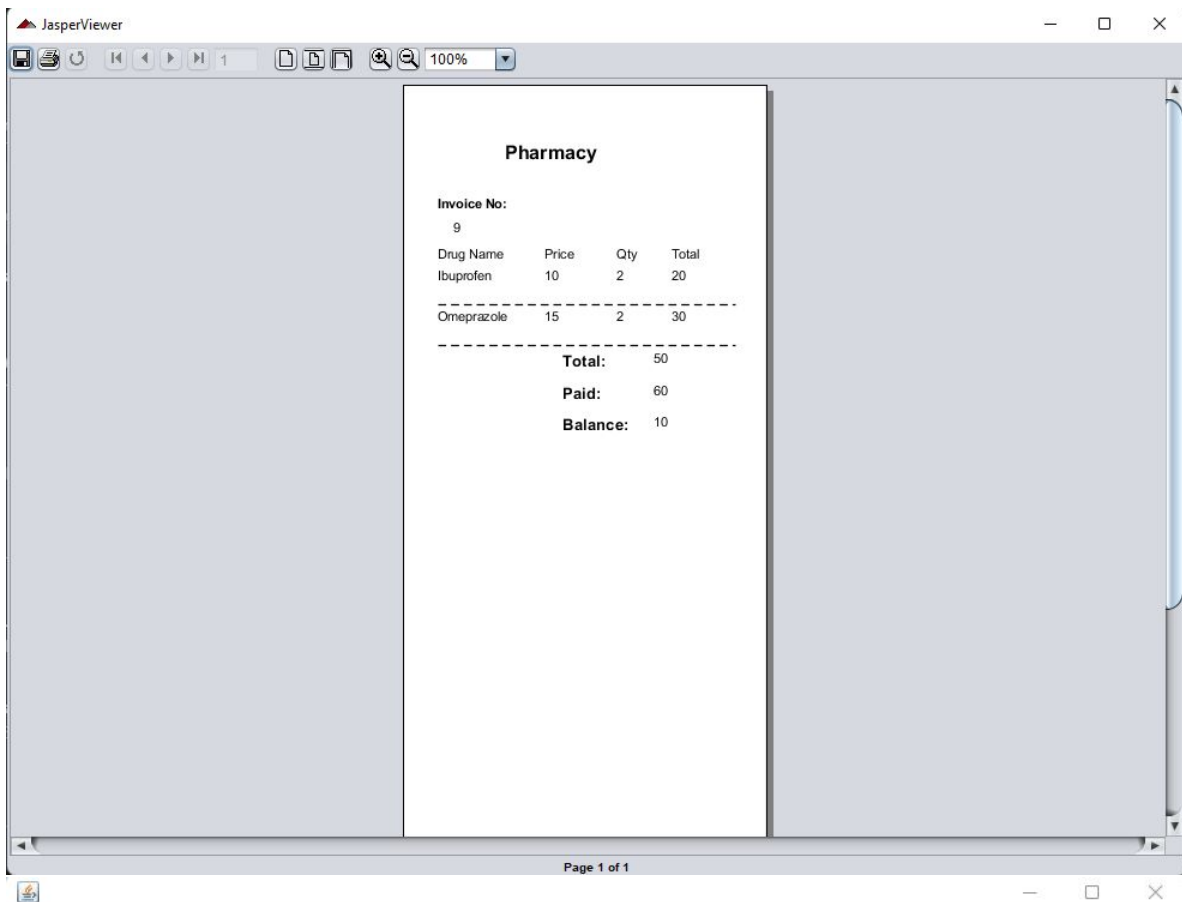 JasperViewer
1 100%
Pharmacy
Invoice No:
9
Drug Name Price Qty Total
Ibuprofen 10 2 20
Omeprazole 15 2 30
Total: 50
Paid: 60
Balance: 10
Page 1 of 1